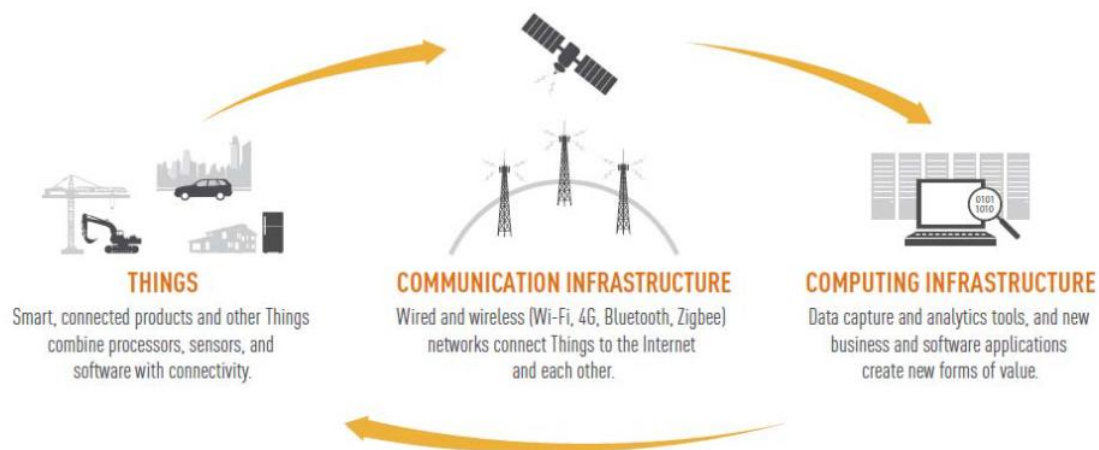 0101
1010
THINGS
Smart, connected products and other Things
combine processors, sensors, and
software with connectivity.
COMMUNICATION INFRASTRUCTURE
Wired and wireless (Wi-Fi, 4G, Bluetooth, Zigbee)
networks connect Things to the Internet
and each other.
COMPUTING INFRASTRUCTURE
Data capture and analytics tools, and new
business and software applications
create new forms of value.